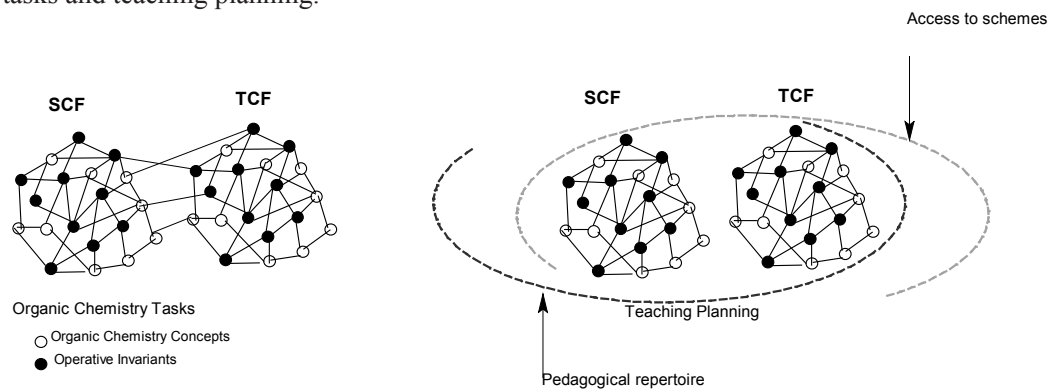 tasks and teaching planning.
Access to schemes
SCF
TCF
SCF
TCF
Organic Chemistry Tasks
Organic Chemistry Concepts
Operative Invariants
Teaching Planning
Pedagogical repertoire